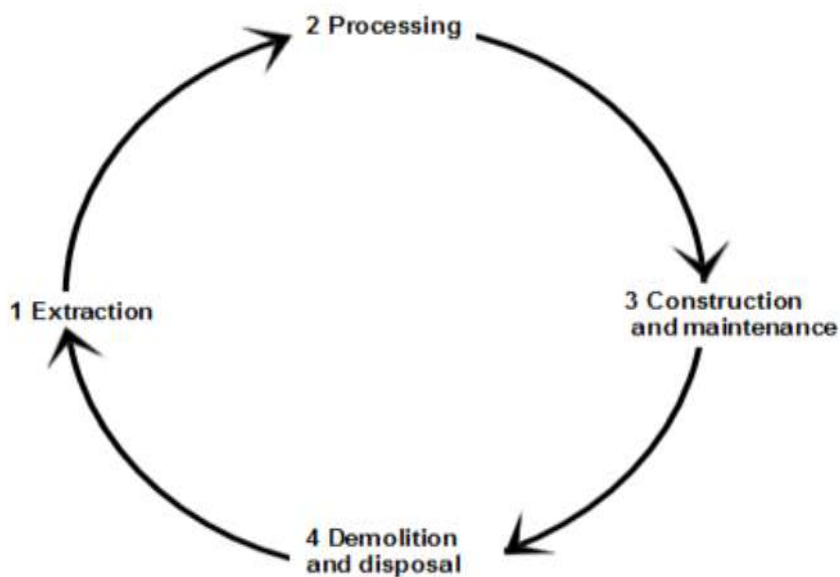 2 Processing
3 Construction
and maintenance
1 Extraction
4 Demolition
and disposal